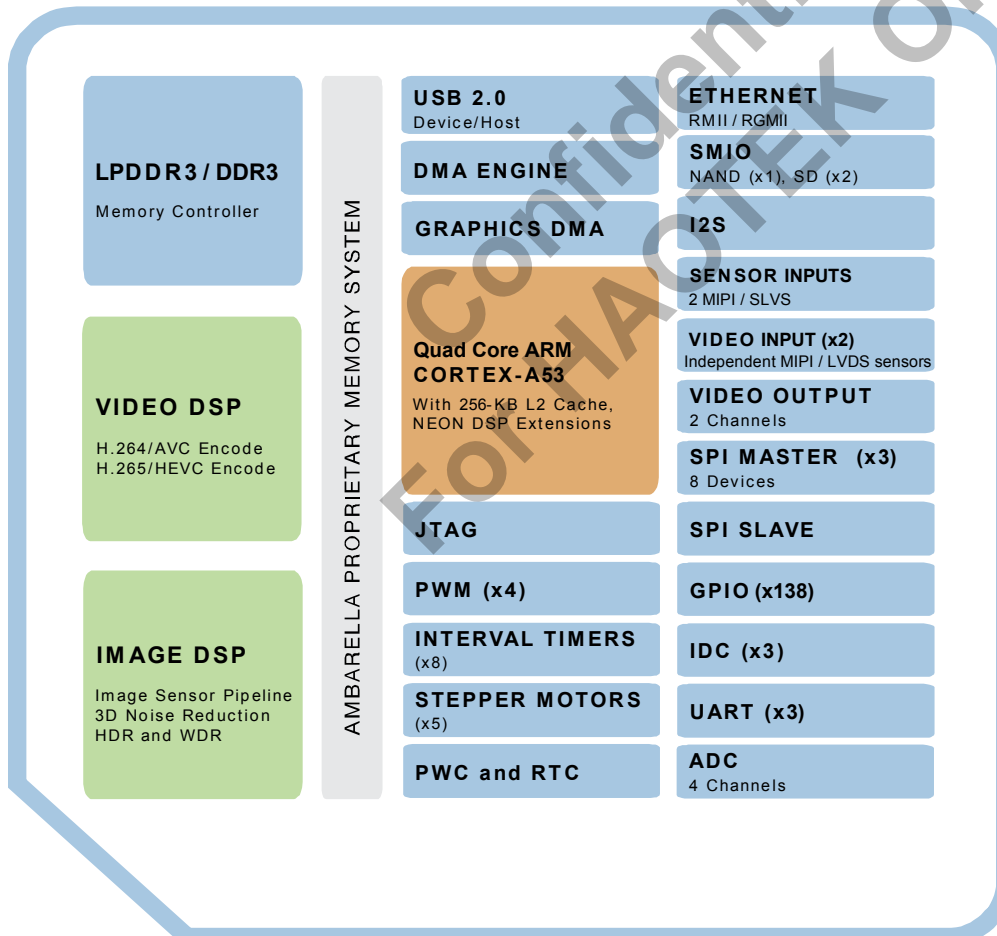 LPDDR3 / DDR3
Memory Controller
VIDEO DSP
H.264/AVC Encode
H.265/HEVC Encode
IMAGE DSP
Image Sensor Pipeline
3D Noise Reduction
HDR and WDR
AMBARELLA PROPRIETARY MEMORY SYSTEM
USB 2.0
Device/Host
DMA ENGINE
GRAPHICS DMA
Quad Core ARM
CORTEX-A53
With 256-KB L2 Cache,
NEON DSP Extensions
JTAG
PWM (x4)
INTERVAL TIMERS
(x8)
STEPPER MOTORS
(x5)
PWC and RTC
ETHERNET
RMII / RGMII
SMIO
NAND (x1), SD (x2)
I2S
SENSOR INPUTS
2 MIPI / SLVS
VIDEO INPUT (x2)
Independent MIPI / LVDS sensors
VIDEO OUTPUT
2 Channels
SPI MASTER (x3)
8 Devices
SPI SLAVE
GPIO (x138)
IDC (x3)
UART (x3)
ADC
4 Channels
For HAOTEK